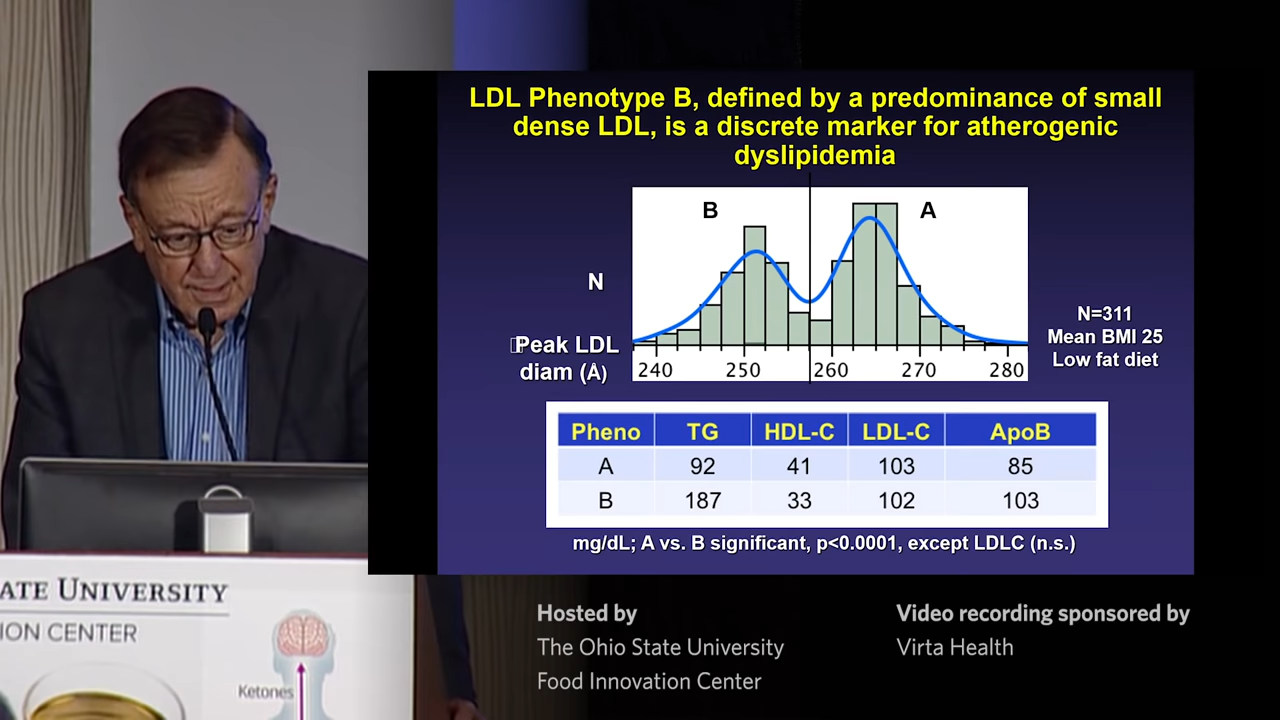 LDL Phenotype B, defined by a predominance of small
dense LDL, is a discrete marker for atherogenic
dyslipidemia
B
A
N
Peak LDL
diam (Å)
240 250 260 270 280
N=311
Mean BMI 25
Low fat diet
Pheno TG HDL-C LDL-C ApoB
A 92 41 103 85
B 187 33 102 103
mg/dL; A vs. B significant, p<0.0001, except LDLC (n.s.)
ATE UNIVERSITY
ION CENTER
Ketones
Hosted by
The Ohio State University
Food Innovation Center
Video recording sponsored by
Virta Health